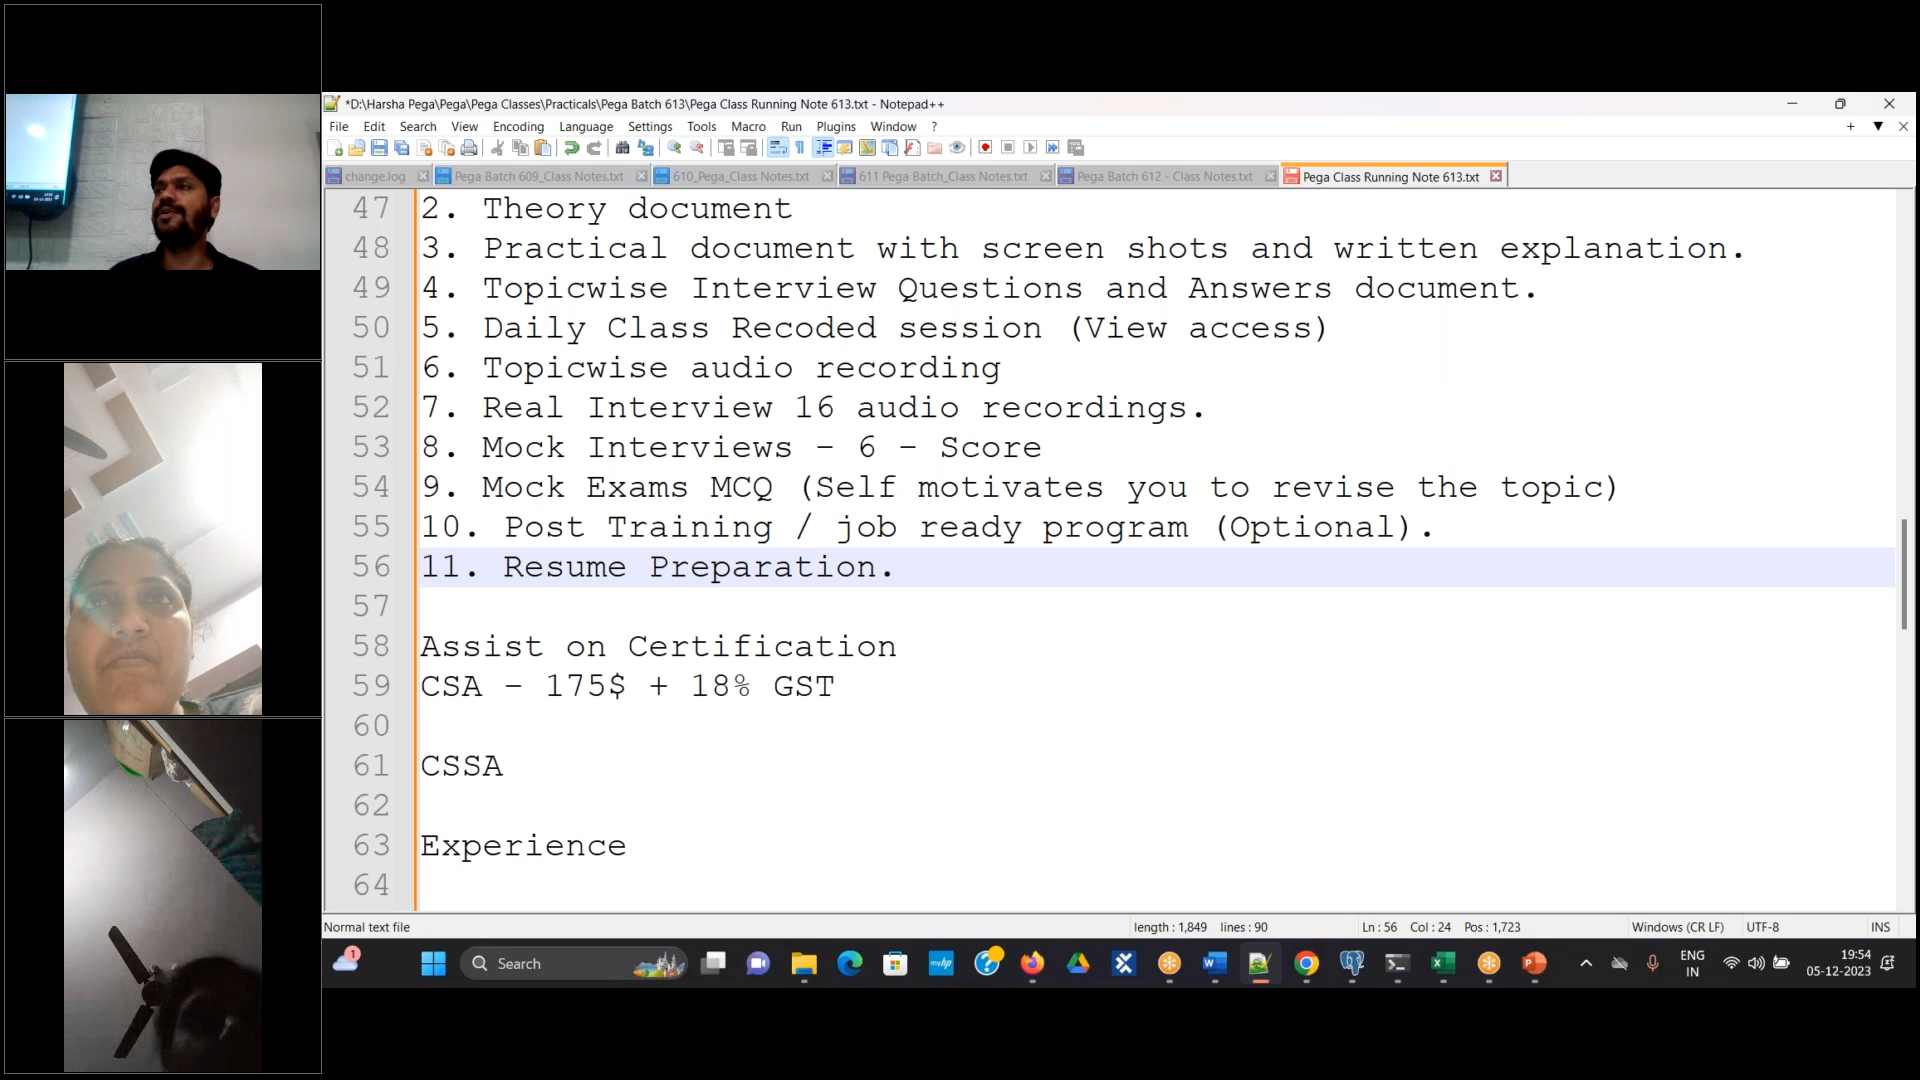 *D:\Harsha Pega\Pega\Pega Classes\Practicals\Pega Batch 613\Pega Class Running Note 613.txt - Notepad++
File Edit Search View Encoding Language Settings Tools Macro Run Plugins Window ?
change.log Pega Batch 609_Class Notes.txt 610_Pega_Class Notes.txt 611 Pega Batch_Class Notes.txt Pega Batch 612 - Class Notes.txt Pega Class Running Note 613.txt
47 2. Theory document
48 3. Practical document with screen shots and written explanation.
49 4. Topicwise Interview Questions and Answers document.
50 5. Daily Class Recoded session (View access)
51 6. Topicwise audio recording
52 7. Real Interview 16 audio recordings.
53 8. Mock Interviews - 6 - Score
54 9. Mock Exams MCQ (Self motivates you to revise the topic)
55 10. Post Training / job ready program (Optional).
56 11. Resume Preparation.
57
58 Assist on Certification
59 CSA - 175$ + 18% GST
60
61 CSSA
62
63 Experience
64
Normal text file length : 1,849 lines : 90 Ln : 56 Col : 24 Pos : 1,723 Windows (CR LF) UTF-8 INS
1 Search myhp ENG IN 19:54 05-12-2023